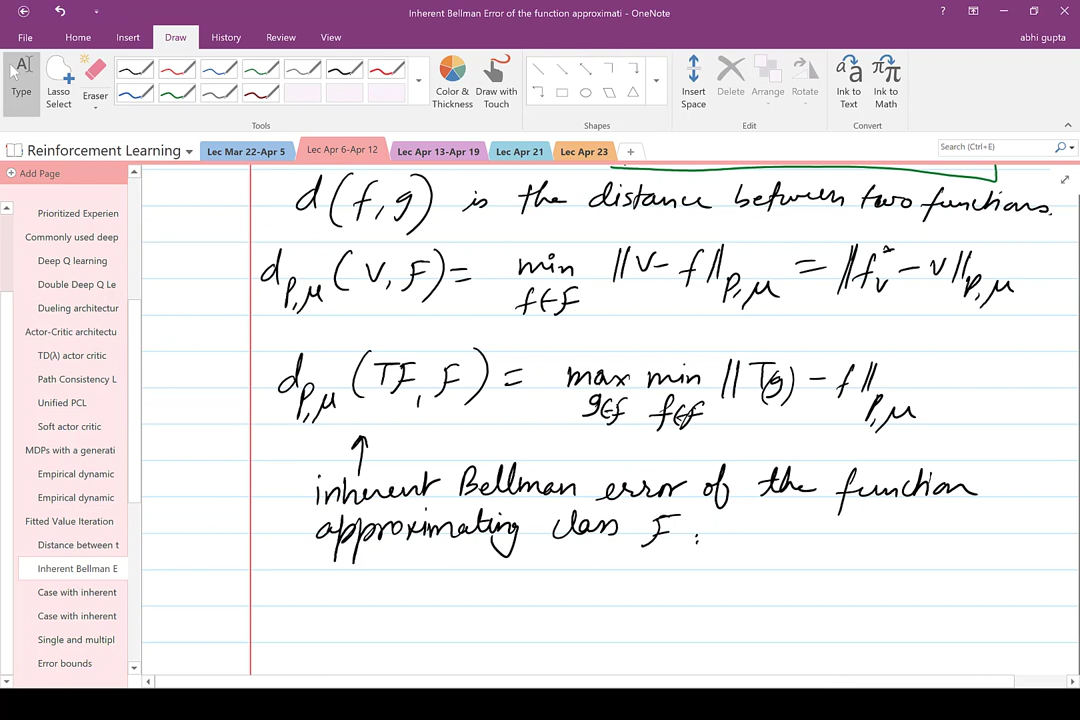 Inherent Bellman Error of the function approximati - OneNote
abhi gupta
File Home Insert Draw History Review View
Type
Lasso Select
Eraser
Color & Thickness
Draw with Touch
Insert Space
Delete
Arrange
Rotate
Ink to Text
Ink to Math
Tools
Shapes
Edit
Convert
Reinforcement Learning
Lec Mar 22-Apr 5
Lec Apr 6-Apr 12
Lec Apr 13-Apr 19
Lec Apr 21
Lec Apr 23
Search (Ctrl+E)
Add Page
Prioritized Experien
Commonly used deep
Deep Q learning
Double Deep Q Le
Dueling architectur
Actor-Critic architectu
TD(λ) actor critic
Path Consistency L
Unified PCL
Soft actor critic
MDPs with a generati
Empirical dynamic
Empirical dynamic
Fitted Value Iteration
Distance between t
Inherent Bellman E
Case with inherent
Case with inherent
Single and multipl
Error bounds
d(f,g) is the distance between two functions.
d_{p,μ}(V, F) = min_{f∈F} ||V - f||_{p,μ} = ||f_v^* - v||_{p,μ}
d_{p,μ}(TF, F) = max_{g∈F} min_{f∈F} ||T(g) - f||_{p,μ}
↑
inherent Bellman error of the function
approximating class F.